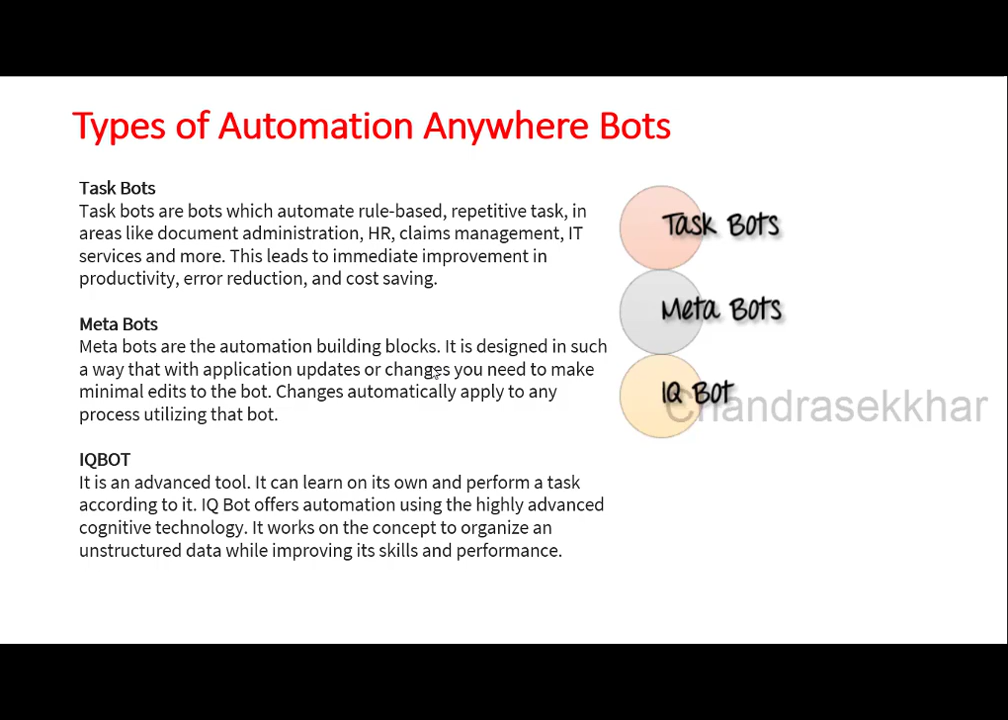 Types of Automation Anywhere Bots
Task Bots
Task bots are bots which automate rule-based, repetitive task, in
areas like document administration, HR, claims management, IT
services and more. This leads to immediate improvement in
productivity, error reduction, and cost saving.
Meta Bots
Meta bots are the automation building blocks. It is designed in such
a way that with application updates or changes you need to make
minimal edits to the bot. Changes automatically apply to any
process utilizing that bot.
IQBOT
It is an advanced tool. It can learn on its own and perform a task
according to it. IQ Bot offers automation using the highly advanced
cognitive technology. It works on the concept to organize an
unstructured data while improving its skills and performance.
Task Bots
Meta Bots
IQ Bot
Chandrasekkhar